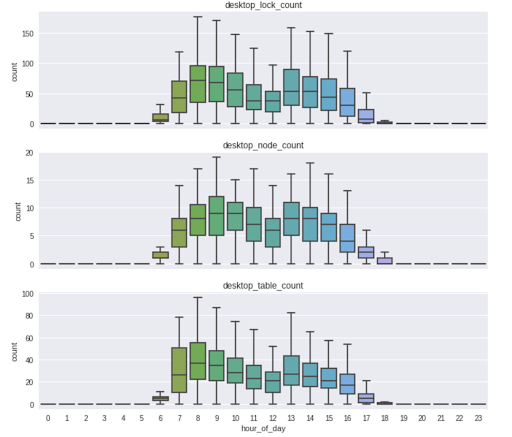 desktop_lock_count
150
100
50
0
count
desktop_node_count
20
15
10
5
0
count
desktop_table_count
100
80
60
40
20
0
count
0 1 2 3 4 5 6 7 8 9 10 11 12 13 14 15 16 17 18 19 20 21 22 23
hour_of_day